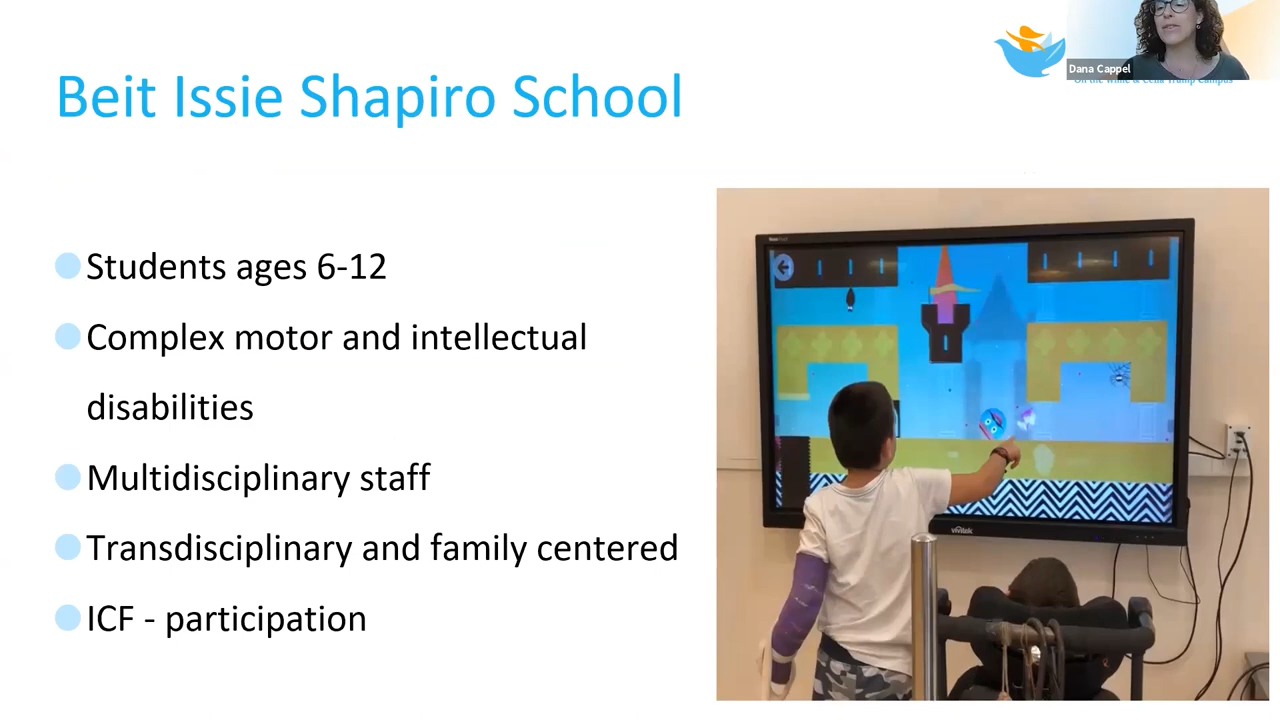 Dana Cappel
Beit Issie Shapiro School
Students ages 6-12
Complex motor and intellectual
disabilities
Multidisciplinary staff
Transdisciplinary and family centered
ICF - participation
vivitek